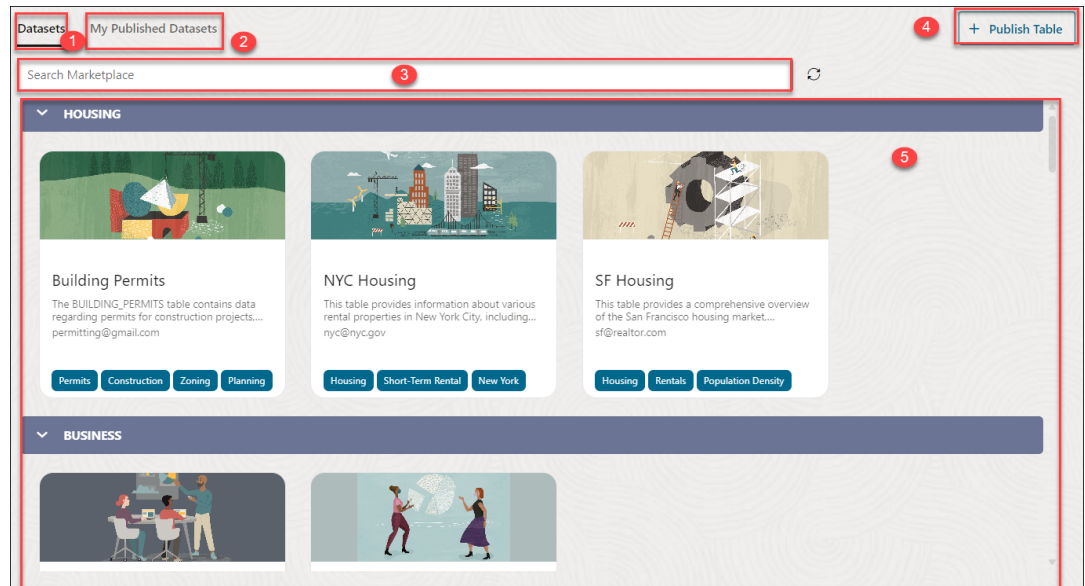 Datasets
1
My Published Datasets
2
4
+ Publish Table
Search Marketplace
3
HOUSING
5
Building Permits
The BUILDING_PERMITS table contains data
regarding permits for construction projects,...
permitting@gmail.com
Permits
Construction
Zoning
Planning
NYC Housing
This table provides information about various
rental properties in New York City, including...
nyc@nyc.gov
Housing
Short-Term Rental
New York
SF Housing
This table provides a comprehensive overview
of the San Francisco housing market,...
sf@realtor.com
Housing
Rentals
Population Density
BUSINESS